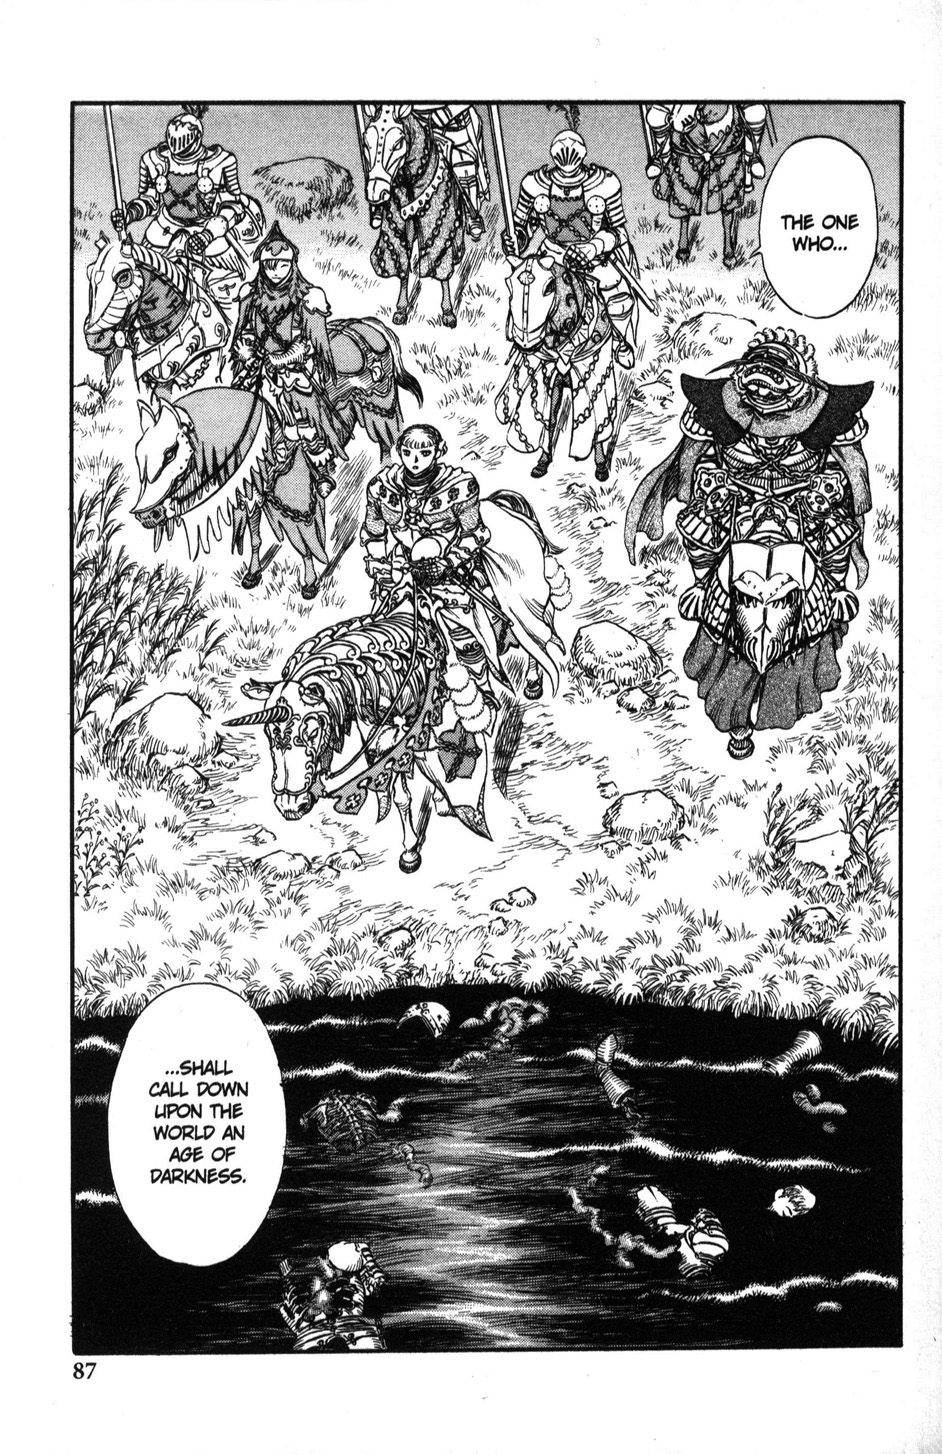 THE ONE
WHO...
...SHALL
CALL DOWN
UPON THE
WORLD AN
AGE OF
DARKNESS.
87